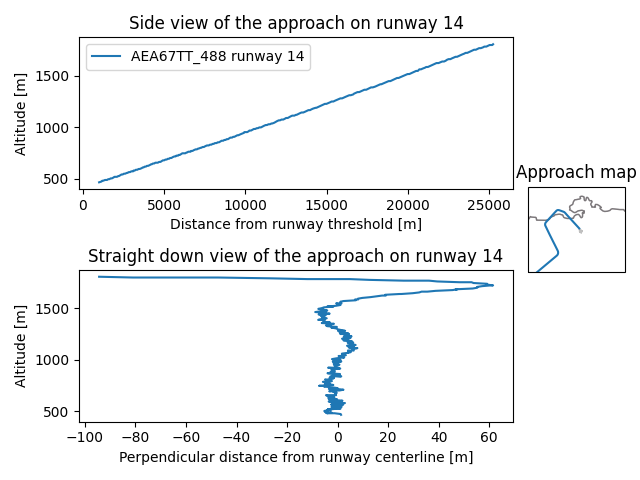 Side view of the approach on runway 14
AEA67TT_488 runway 14
Altitude [m]
1500
1000
500
0 5000 10000 15000 20000 25000
Distance from runway threshold [m]
Approach map
Straight down view of the approach on runway 14
Altitude [m]
1500
1000
500
−100 −80 −60 −40 −20 0 20 40 60
Perpendicular distance from runway centerline [m]